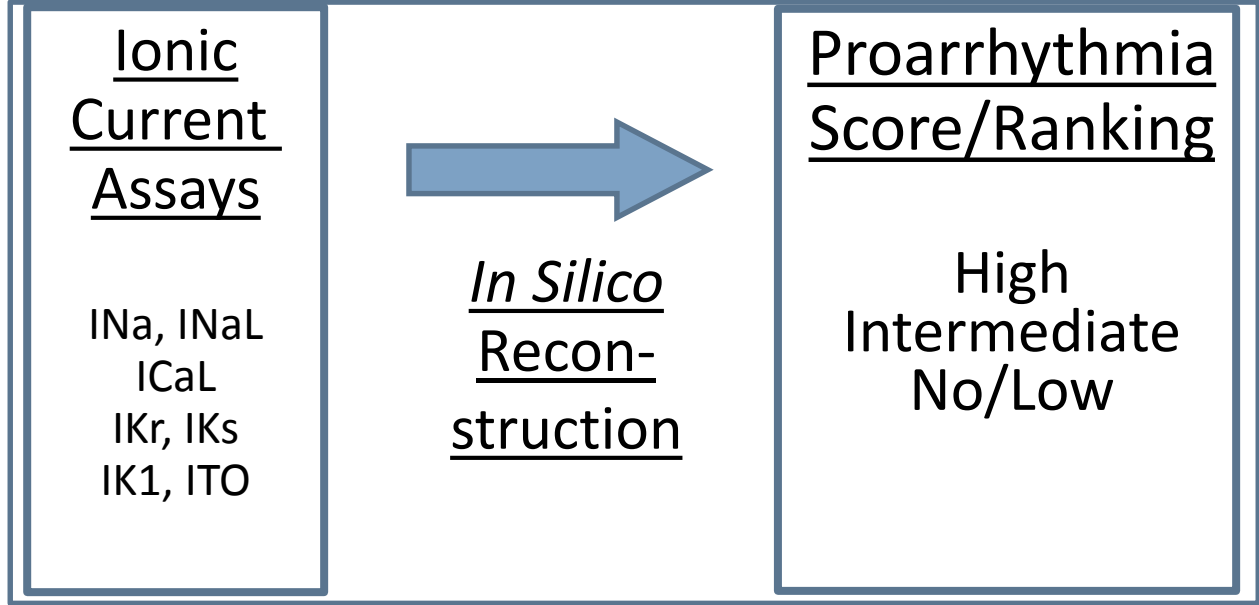 Ionic
Current
Assays
INa, INaL
ICaL
IKr, IKs
IK1, ITO
In Silico
Recon-
struction
Proarrhythmia
Score/Ranking
High
Intermediate
No/Low